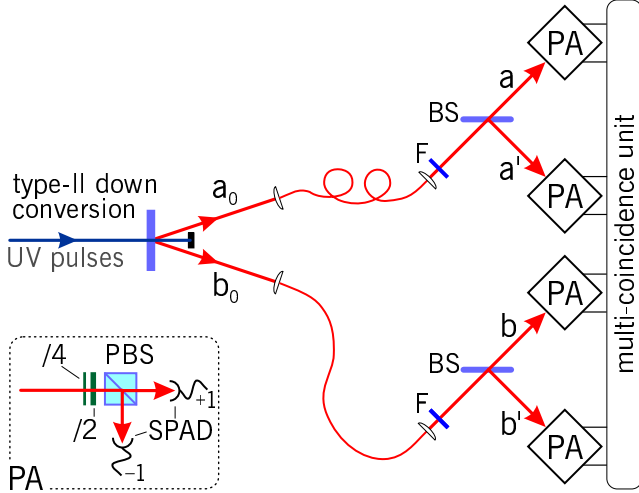 PA
a
BS
F
a'
PA
type-II down
conversion
a₀
UV pulses
b₀
multi-coincidence unit
PA
b
BS
F
b'
PA
/4
PBS
+1
/2
SPAD
−1
PA